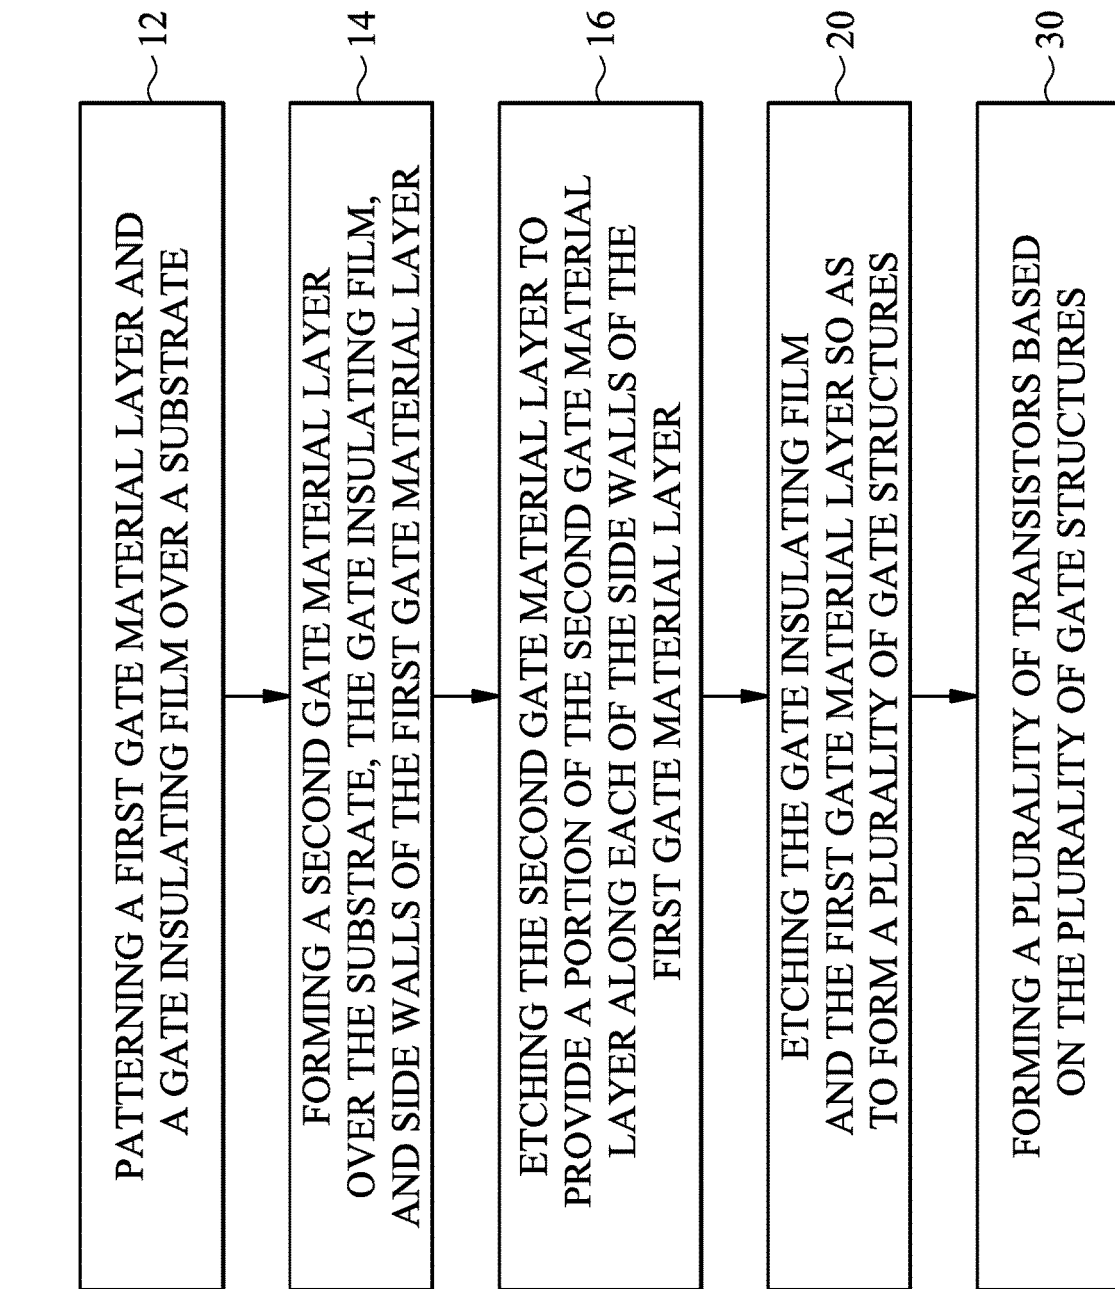 12
PATTERNING A FIRST GATE MATERIAL LAYER AND
A GATE INSULATING FILM OVER A SUBSTRATE
14
FORMING A SECOND GATE MATERIAL LAYER
OVER THE SUBSTRATE, THE GATE INSULATING FILM,
AND SIDE WALLS OF THE FIRST GATE MATERIAL LAYER
16
ETCHING THE SECOND GATE MATERIAL LAYER TO
PROVIDE A PORTION OF THE SECOND GATE MATERIAL
LAYER ALONG EACH OF THE SIDE WALLS OF THE
FIRST GATE MATERIAL LAYER
20
ETCHING THE GATE INSULATING FILM
AND THE FIRST GATE MATERIAL LAYER SO AS
TO FORM A PLURALITY OF GATE STRUCTURES
30
FORMING A PLURALITY OF TRANSISTORS BASED
ON THE PLURALITY OF GATE STRUCTURES